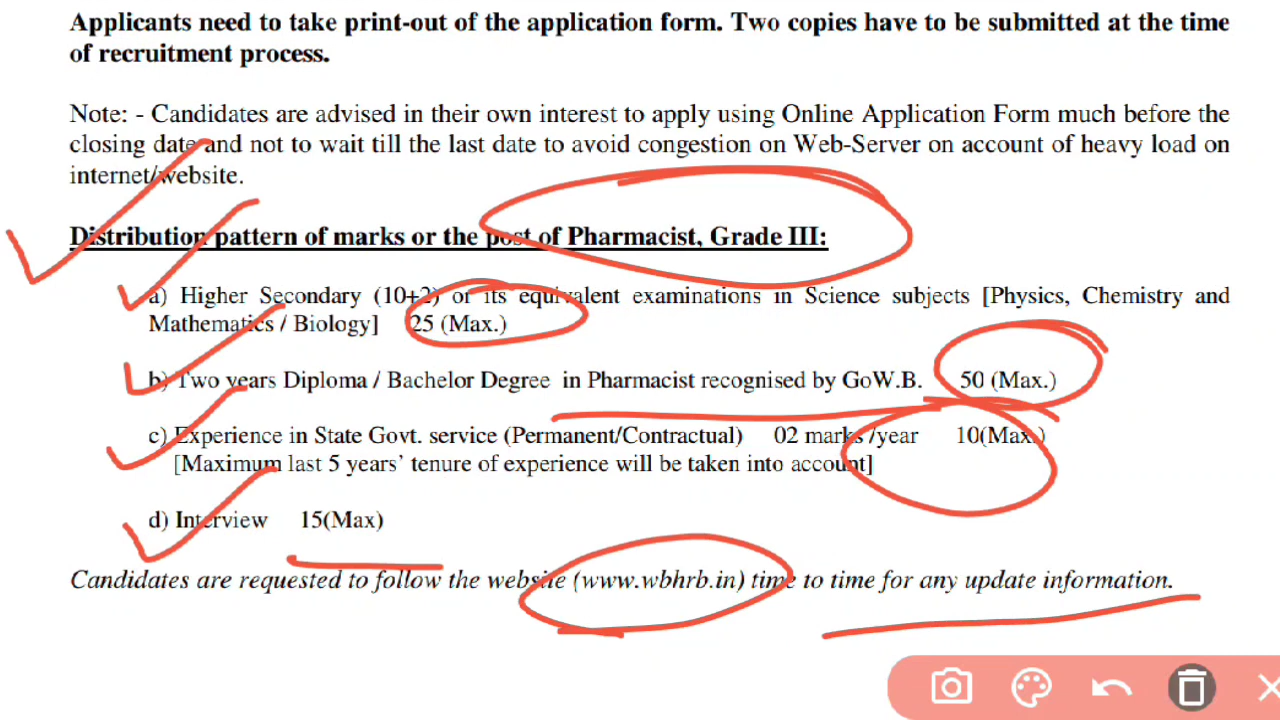 Applicants need to take print-out of the application form. Two copies have to be submitted at the time
of recruitment process.
Note: - Candidates are advised in their own interest to apply using Online Application Form much before the
closing date and not to wait till the last date to avoid congestion on Web-Server on account of heavy load on
internet/website.
Distribution pattern of marks or the post of Pharmacist, Grade III:
a) Higher Secondary (10+2) or its equivalent examinations in Science subjects [Physics, Chemistry and
Mathematics / Biology] 25 (Max.)
b) Two years Diploma / Bachelor Degree in Pharmacist recognised by GoW.B. 50 (Max.)
c) Experience in State Govt. service (Permanent/Contractual) 02 marks /year 10(Max.)
[Maximum last 5 years’ tenure of experience will be taken into account]
d) Interview 15(Max)
Candidates are requested to follow the website (www.wbhrb.in) time to time for any update information.